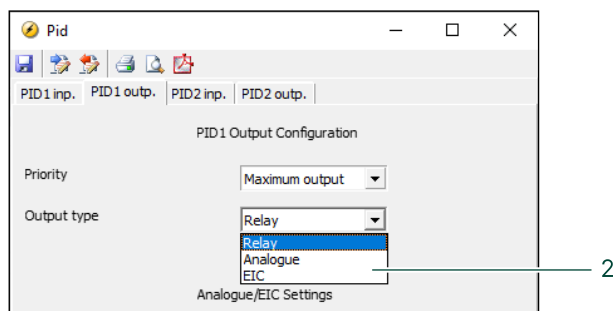 Pid
PID1 inp. PID1 outp. PID2 inp. PID2 outp.
PID1 Output Configuration
Priority Maximum output
Output type Relay
Relay
Analogue
EIC 2
Analogue/EIC Settings